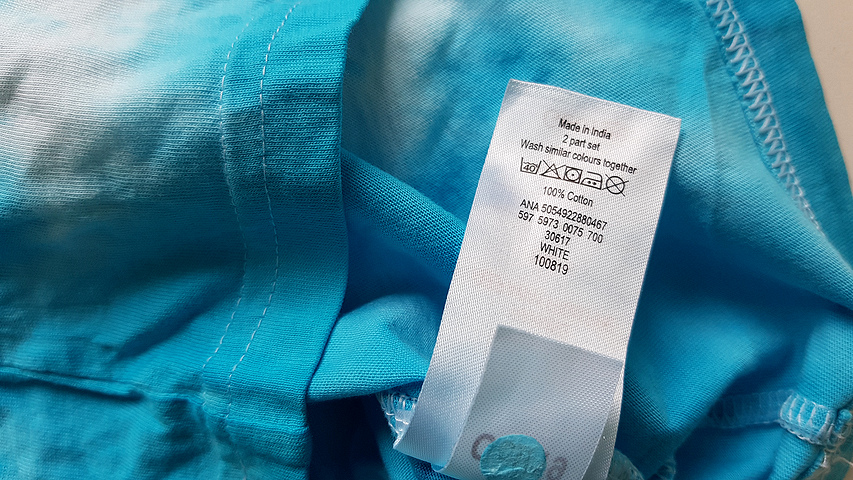 Made in India
2 part set
Wash similar colours together
40
100% Cotton
ANA 5054922880467
597 5973 0075 700
30617
WHITE
100819